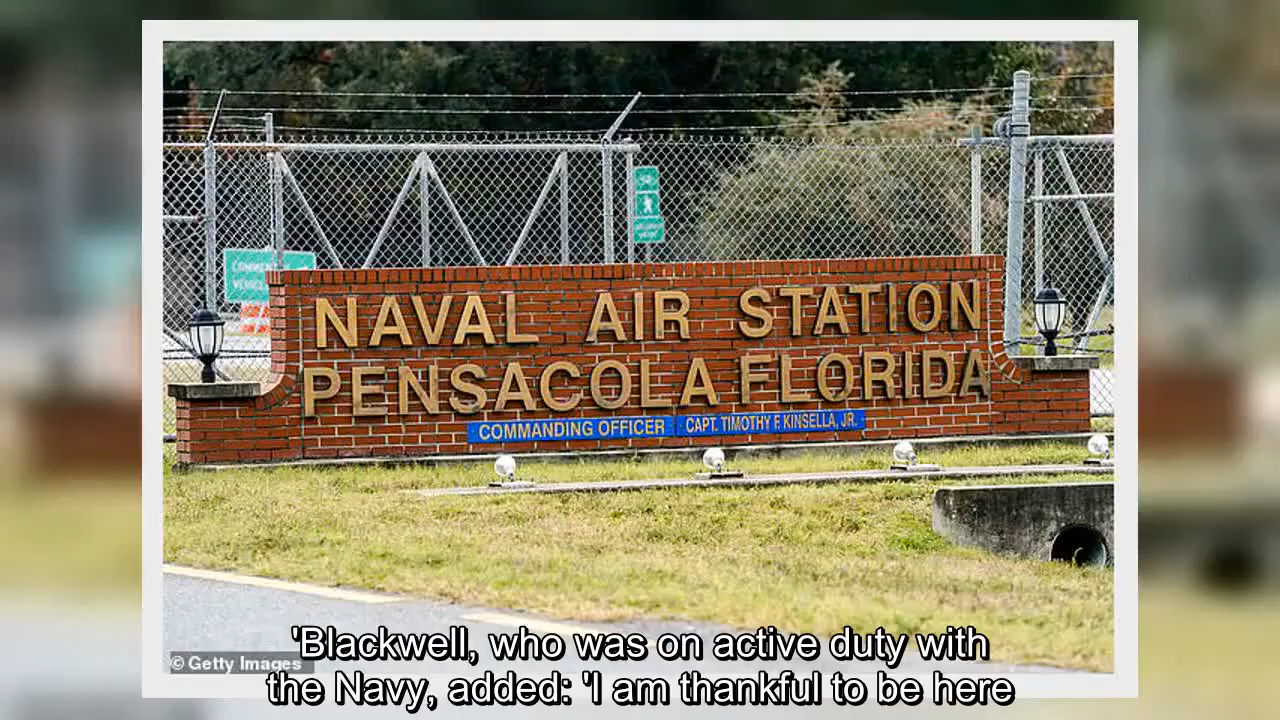 NAVAL AIR STATION
PENSACOLA FLORIDA
COMMANDING OFFICER CAPT. TIMOTHY F. KINSELLA, JR.
© Getty Images
'Blackwell, who was on active duty with
the Navy, added: 'I am thankful to be here